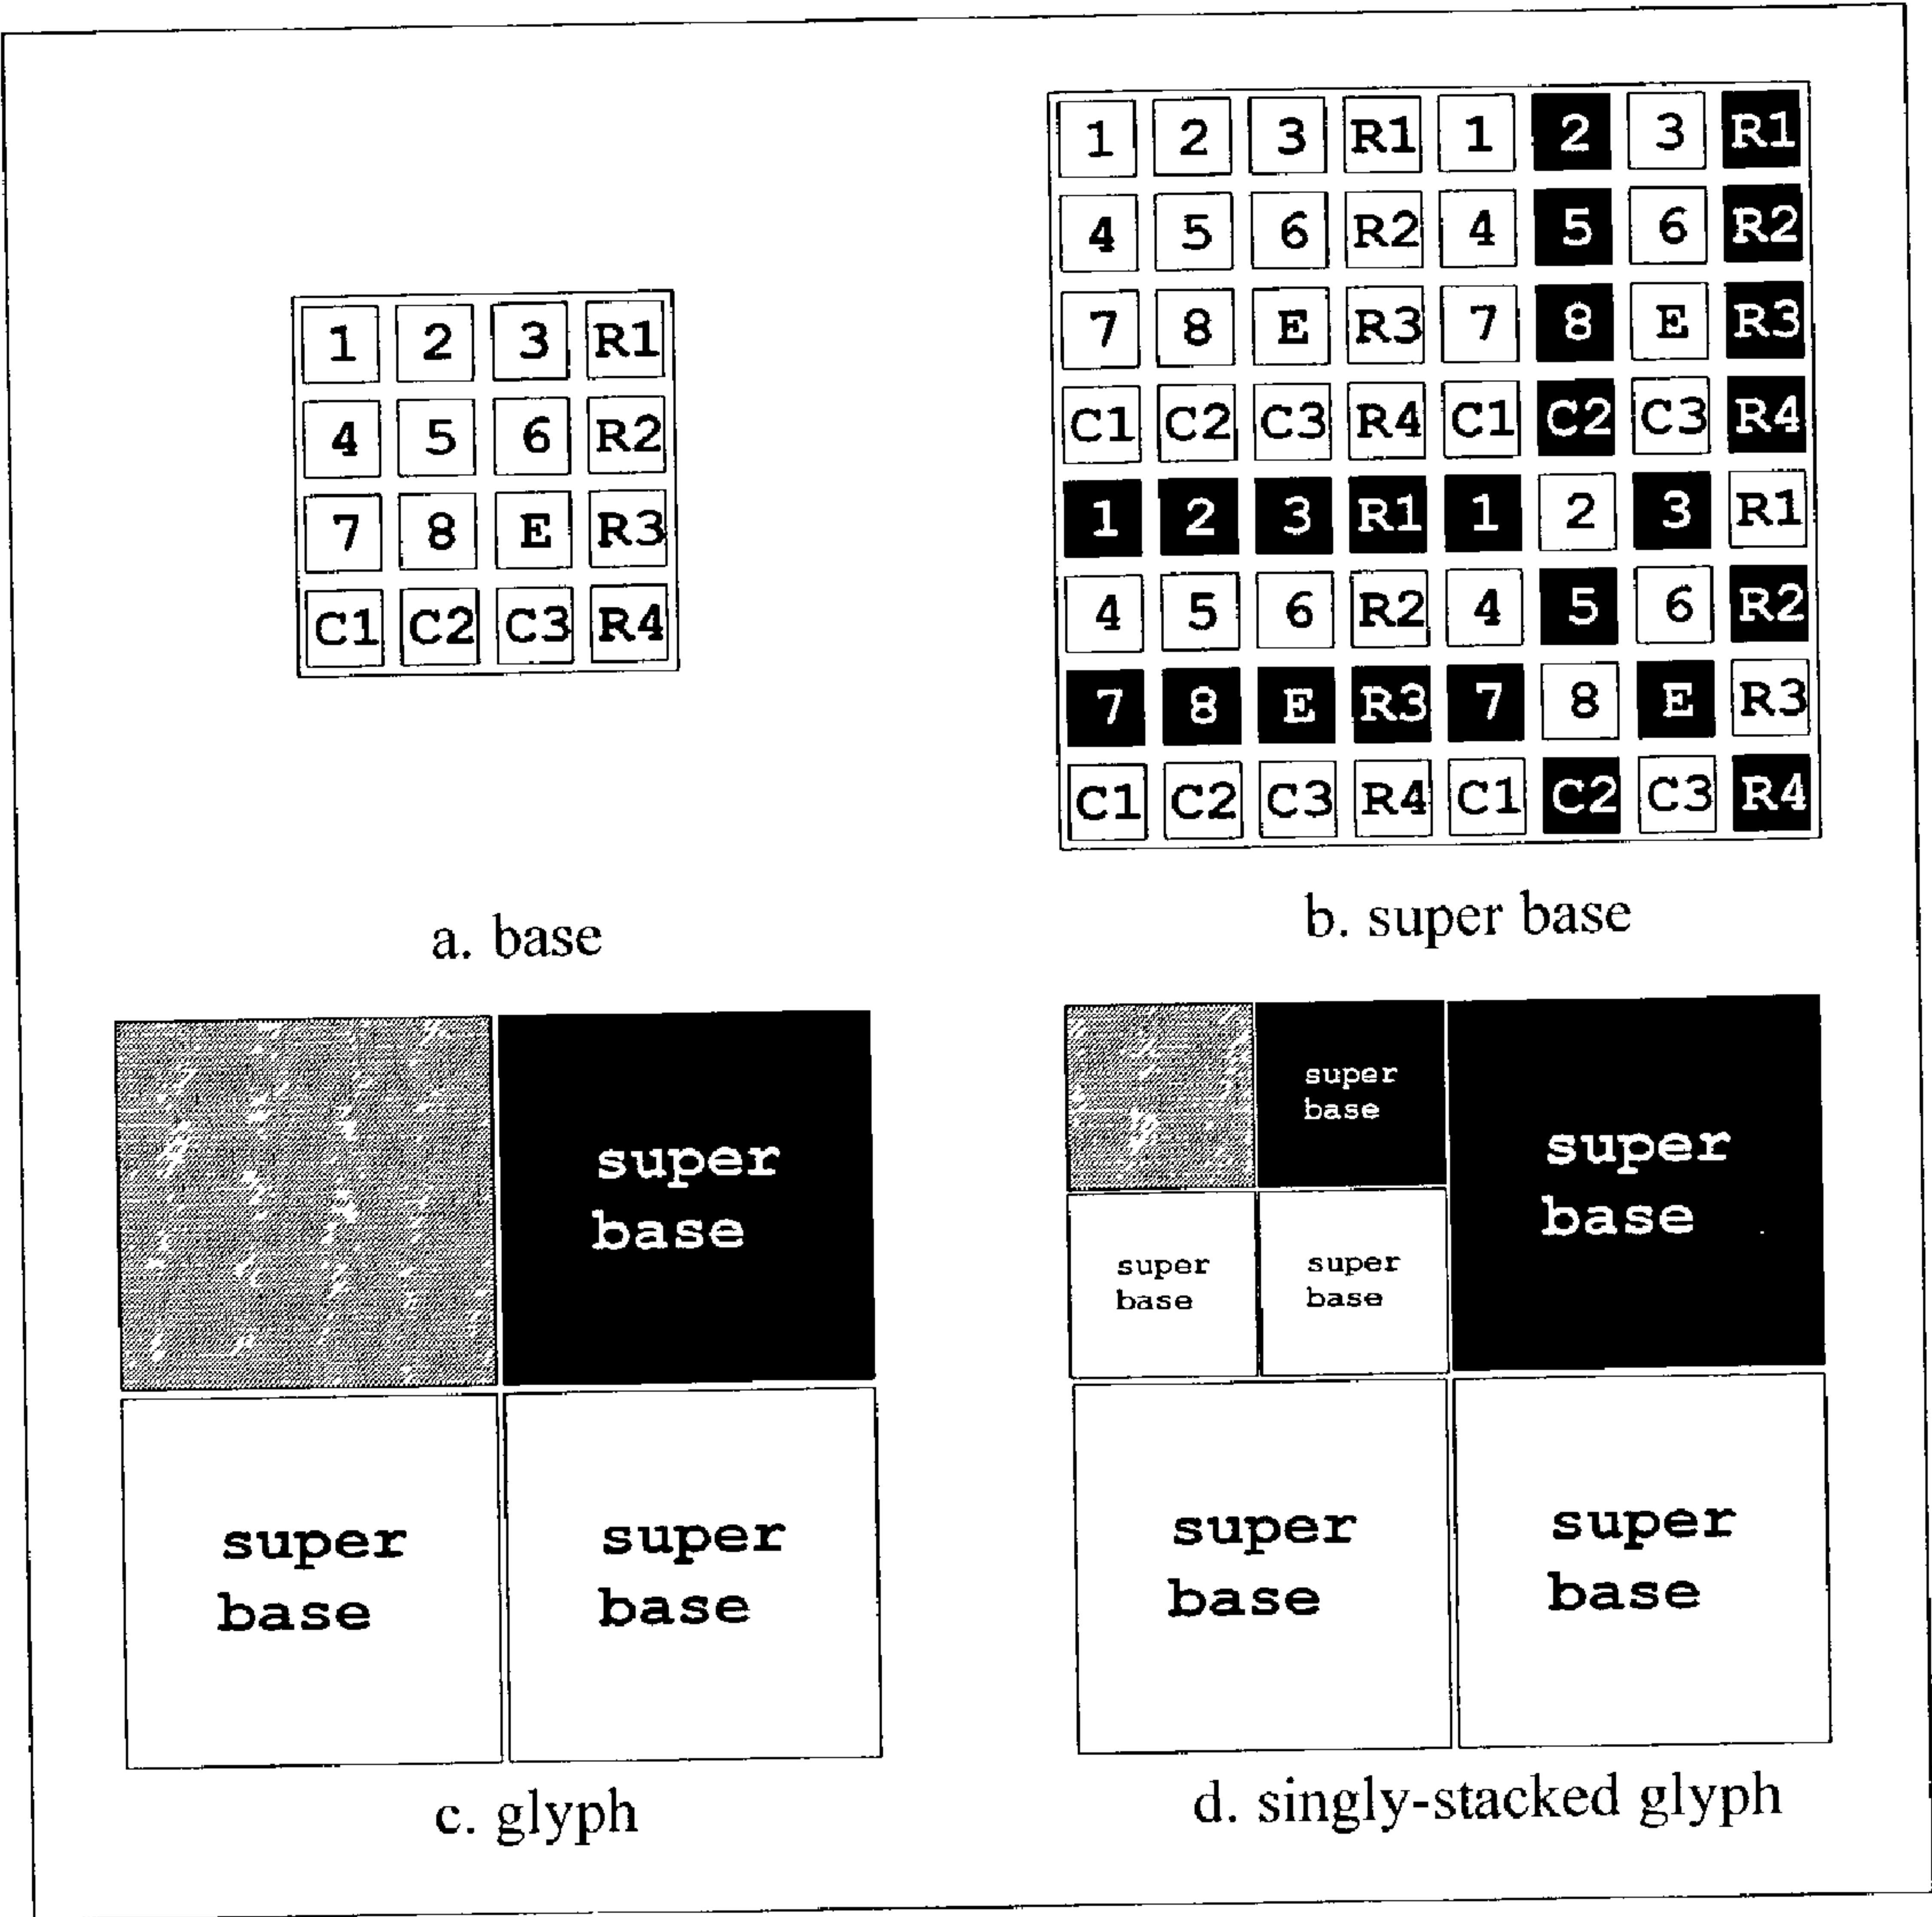 1 2 3 R1
4 5 6 R2
7 8 E R3
C1 C2 C3 R4
a. base
1 2 3 R1 1 2 3 R1
4 5 6 R2 4 5 6 R2
7 8 E R3 7 8 E R3
C1 C2 C3 R4 C1 C2 C3 R4
1 2 3 R1 1 2 3 R1
4 5 6 R2 4 5 6 R2
7 8 E R3 7 8 E R3
C1 C2 C3 R4 C1 C2 C3 R4
b. super base
super
base
super
base
super
base
c. glyph
super
base
super
base
super
base
super
base
super
base
super
base
d. singly-stacked glyph